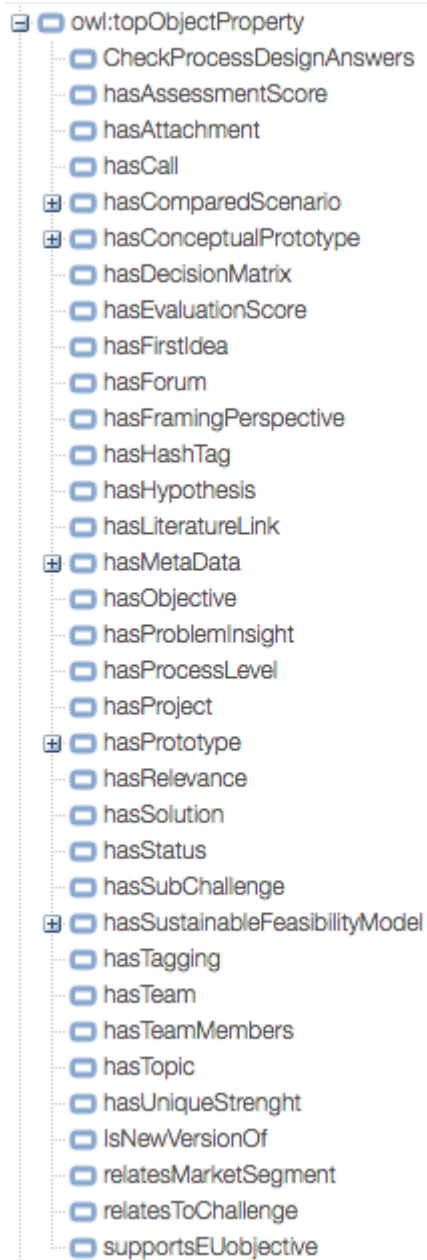 owl:topObjectProperty
CheckProcessDesignAnswers
hasAssessmentScore
hasAttachment
hasCall
hasComparedScenario
hasConceptualPrototype
hasDecisionMatrix
hasEvaluationScore
hasFirstIdea
hasForum
hasFramingPerspective
hasHashTag
hasHypothesis
hasLiteratureLink
hasMetaData
hasObjective
hasProblemInsight
hasProcessLevel
hasProject
hasPrototype
hasRelevance
hasSolution
hasStatus
hasSubChallenge
hasSustainableFeasibilityModel
hasTagging
hasTeam
hasTeamMembers
hasTopic
hasUniqueStrenght
IsNewVersionOf
relatesMarketSegment
relatesToChallenge
supportsEUobjective